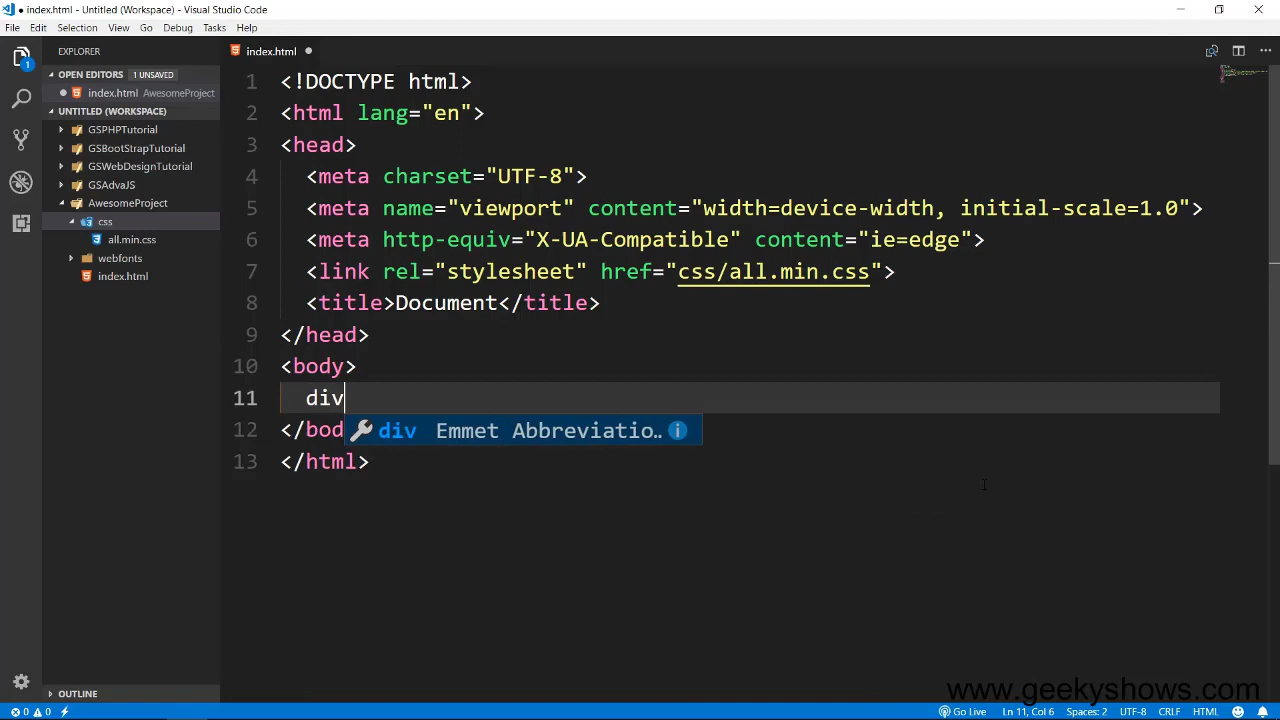 index.html - Untitled (Workspace) - Visual Studio Code
File Edit Selection View Go Debug Tasks Help
EXPLORER
OPEN EDITORS 1 UNSAVED
index.html AwesomeProject
UNTITLED (WORKSPACE)
GSPHPTutorial
GSBootStrapTutorial
GSWebDesignTutorial
GSAdvaJS
AwesomeProject
css
all.min.css
webfonts
index.html
OUTLINE
1
index.html
1 <!DOCTYPE html>
2 <html lang="en">
3 <head>
4 <meta charset="UTF-8">
5 <meta name="viewport" content="width=device-width, initial-scale=1.0">
6 <meta http-equiv="X-UA-Compatible" content="ie=edge">
7 <link rel="stylesheet" href="css/all.min.css">
8 <title>Document</title>
9 </head>
10 <body>
11 div
12 </bod
div Emmet Abbreviatio..
13 </html>
www.geekyshows.com
0 0 Go Live Ln 11, Col 6 Spaces: 2 UTF-8 CRLF HTML